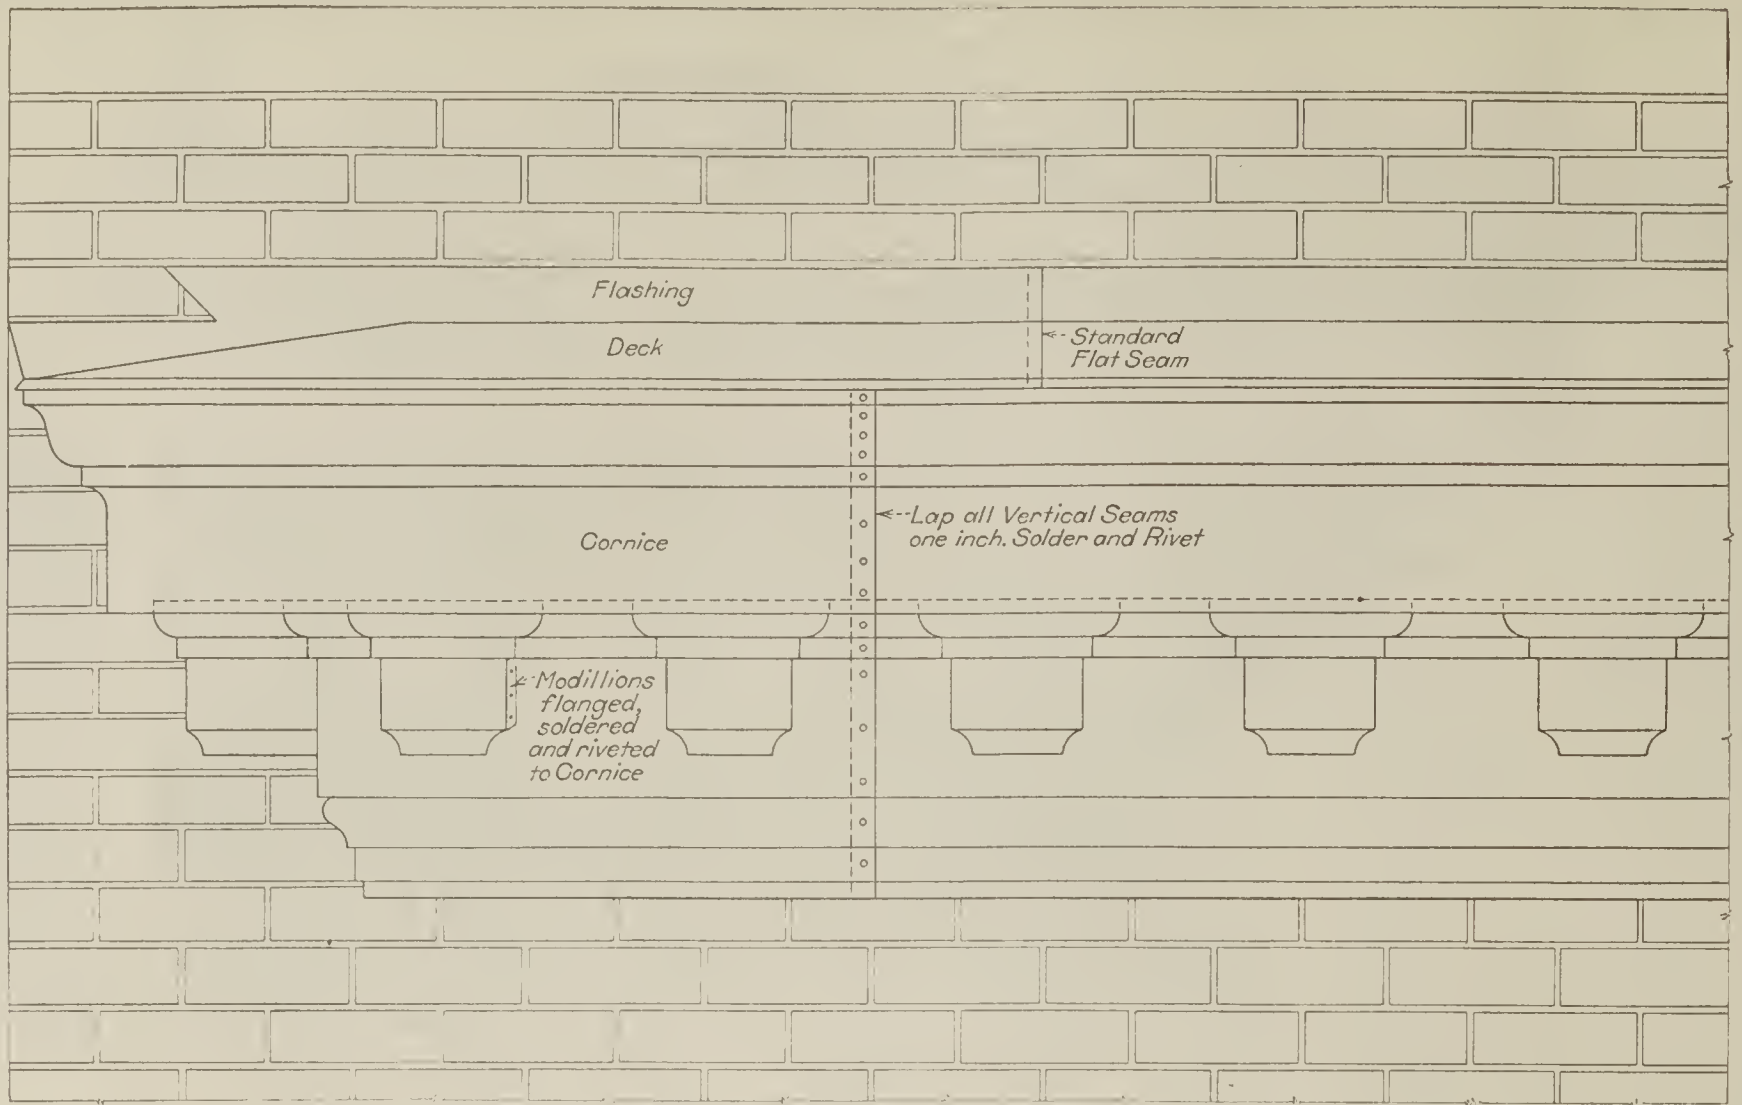 Flashing
Deck
Standard
Flat Seam
Cornice
Lap all Vertical Seams
one inch. Solder and Rivet
Modillions
flanged,
soldered
and riveted
to Cornice